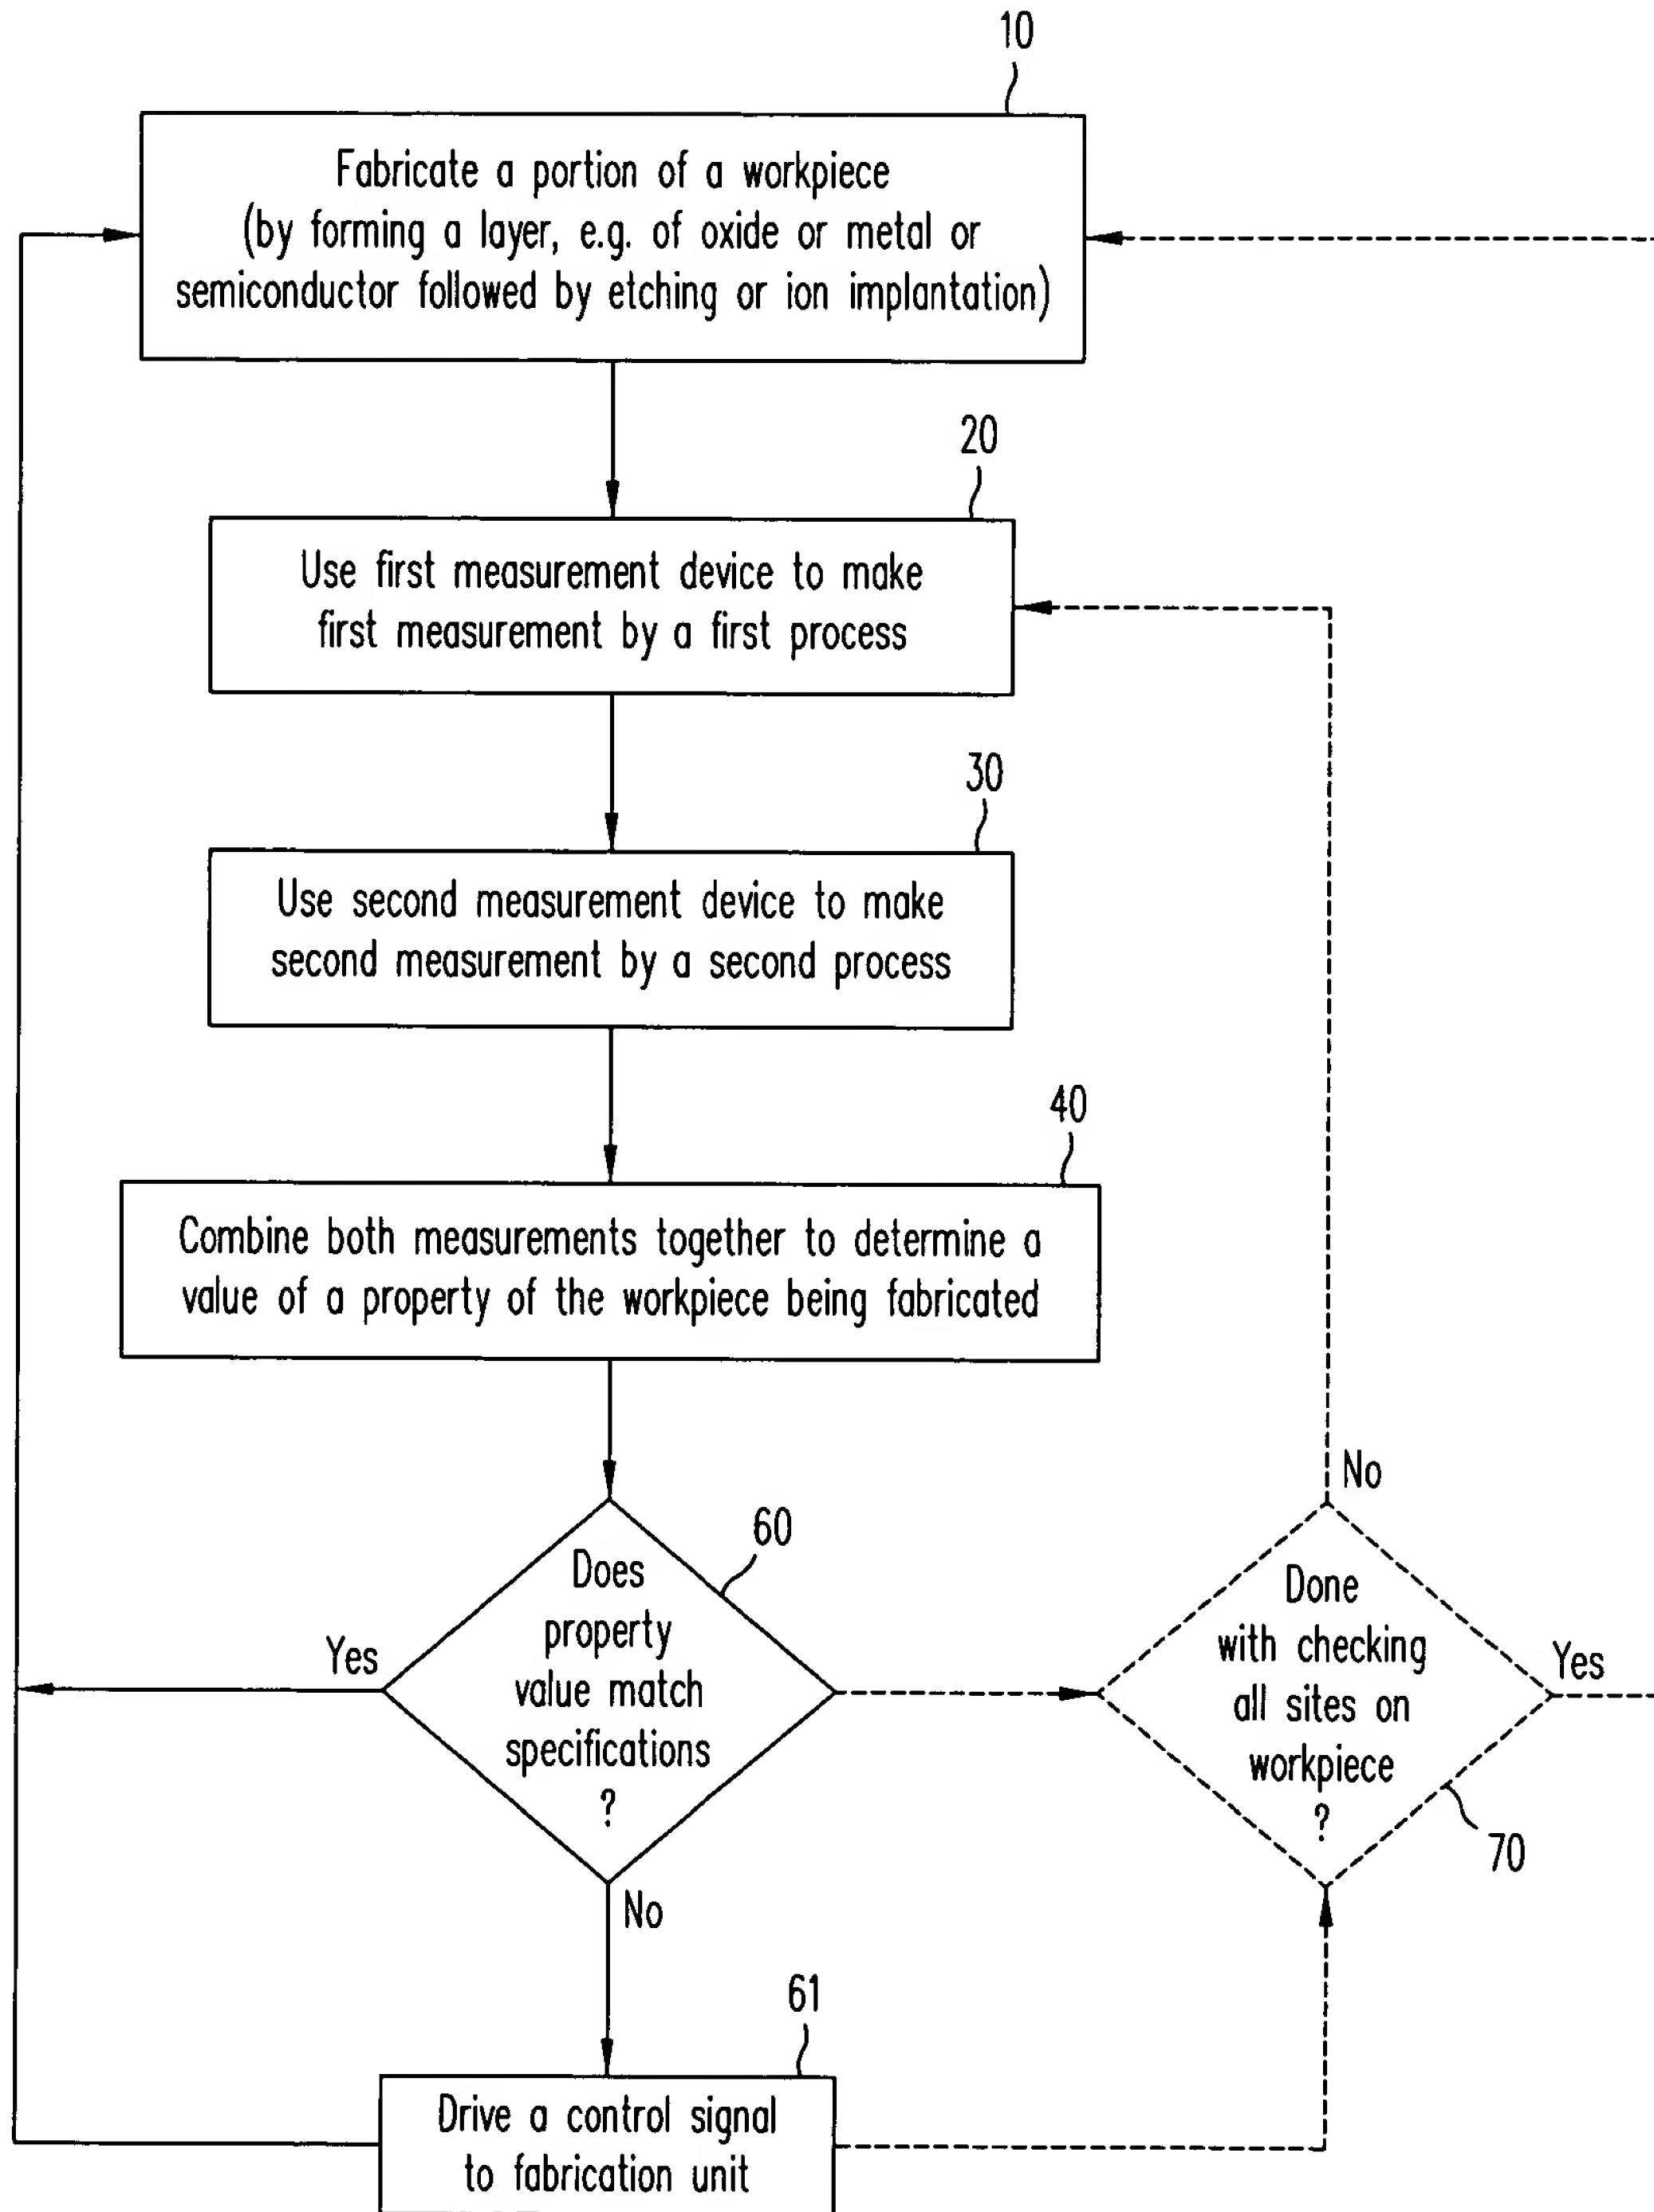 10
Fabricate a portion of a workpiece
(by forming a layer, e.g. of oxide or metal or
semiconductor followed by etching or ion implantation)
20
Use first measurement device to make
first measurement by a first process
30
Use second measurement device to make
second measurement by a second process
40
Combine both measurements together to determine a
value of a property of the workpiece being fabricated
60
Does
property
value match
specifications
?
Yes
No
Done
with checking
all sites on
workpiece
?
No
Yes
70
61
Drive a control signal
to fabrication unit